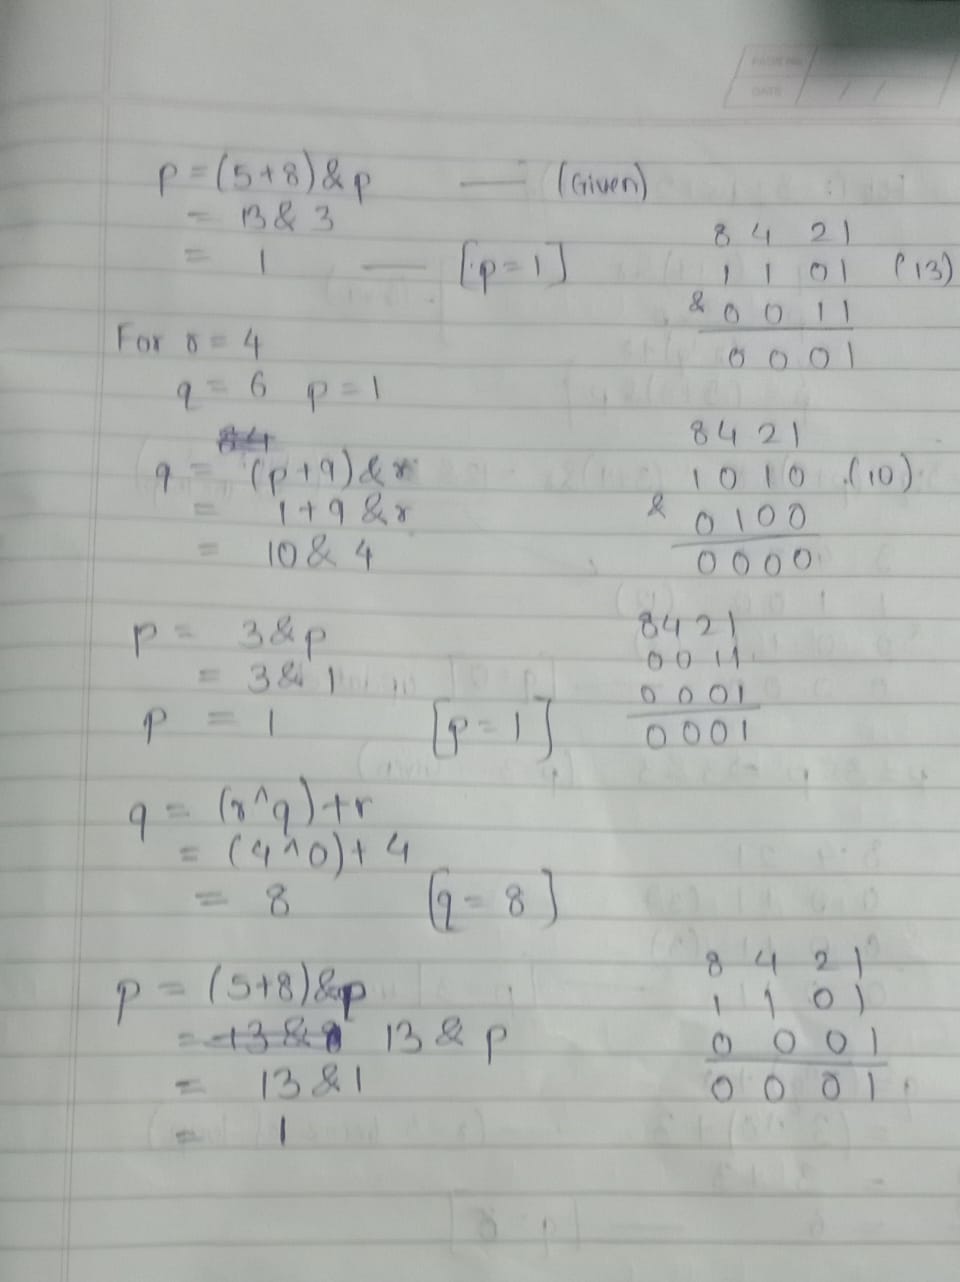 PAGE NO.
DATE / /
p = (5+8) & p — (Given)
= 13 & 3
8 4 2 1
= 1 — [p = 1]
1 1 0 1 (13)
& 0 0 1 1
0 0 0 1
For r = 4
q = 6 p = 1
8 4 2 1
q = (p+9) & r
1 0 1 0 (10)
= 1+9 & r
& 0 1 0 0
= 10 & 4
0 0 0 0
p = 3 & p
8 4 2 1
0 0 1 1
= 3 & 1
0 0 0 1
p = 1 [p = 1]
0 0 0 1
q = (r ^ q) + r
= (4 ^ 0) + 4
= 8 [q = 8]
8 4 2 1
p = (5+8) & p
1 1 0 1
= 13 & p
0 0 0 1
= 13 & 1
0 0 0 1
= 1